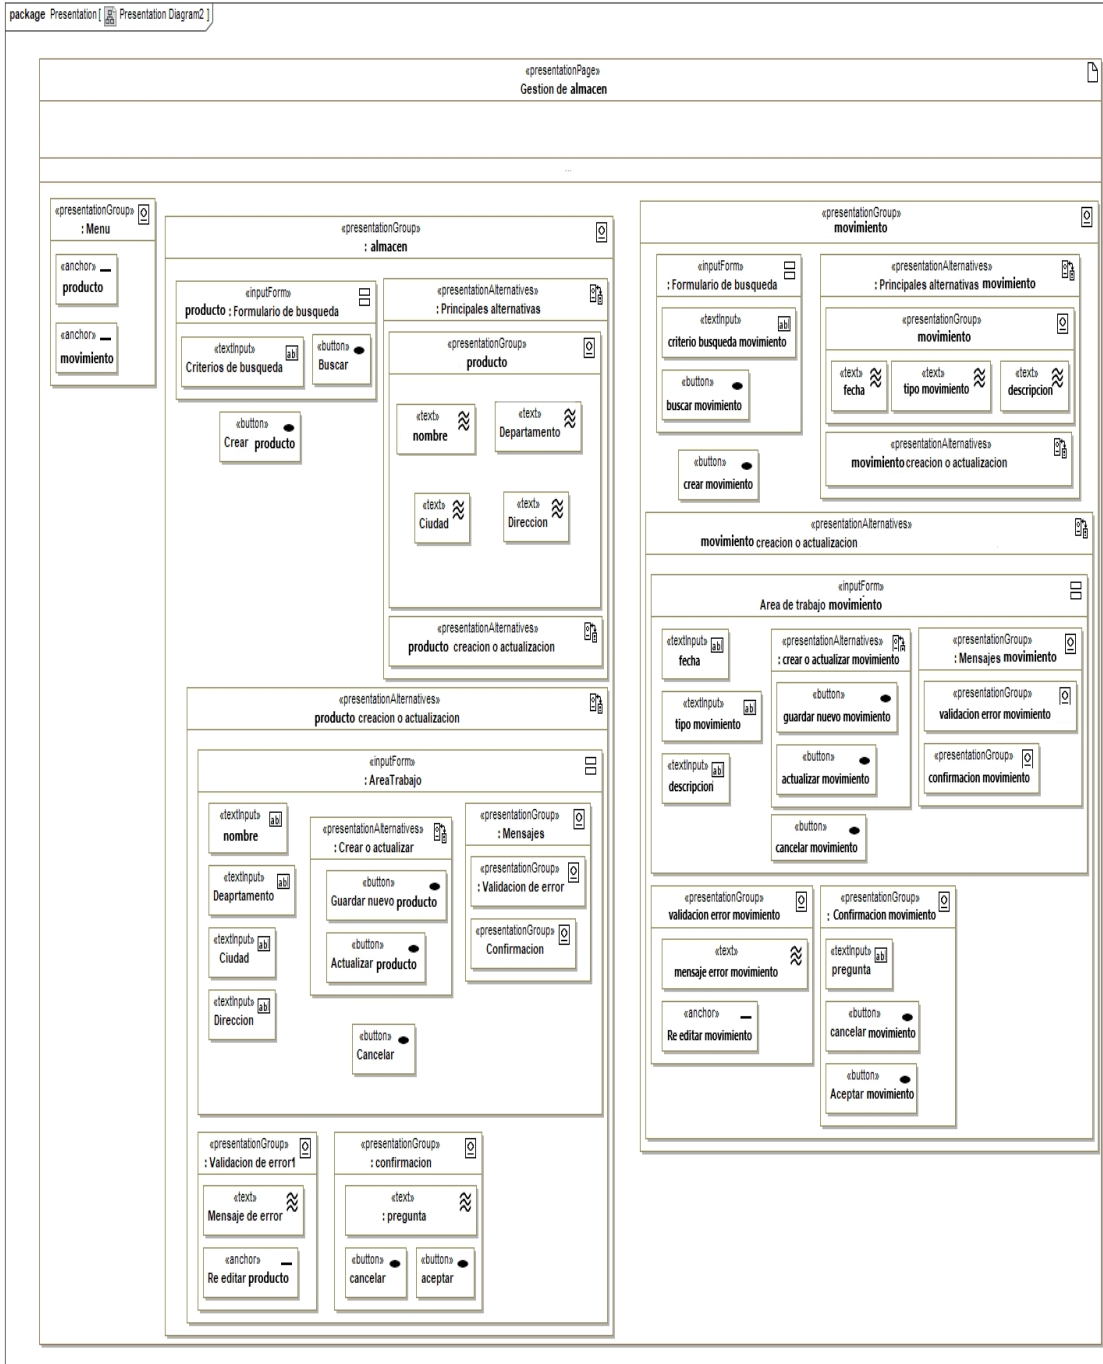 package Presentation [ Presentation Diagram2 ]
«presentationPage»
Gestion de almacen
...
«presentationGroup»
: Menu
«anchor»
producto
«anchor»
movimiento
«presentationGroup»
: almacen
«inputForm»
producto : Formulario de busqueda
«textInput»
Criterios de busqueda
«button»
Buscar
«button»
Crear producto
«presentationAlternatives»
: Principales alternativas
«presentationGroup»
producto
«text»
nombre
«text»
Departamento
«text»
Ciudad
«text»
Direccion
«presentationAlternatives»
producto creacion o actualizacion
«presentationAlternatives»
producto creacion o actualizacion
«inputForm»
: AreaTrabajo
«textInput»
nombre
«textInput»
Deaprtamento
«textInput»
Ciudad
«textInput»
Direccion
«presentationAlternatives»
: Crear o actualizar
«button»
Guardar nuevo producto
«button»
Actualizar producto
«button»
Cancelar
«presentationGroup»
: Mensajes
«presentationGroup»
: Validacion de error
«presentationGroup»
Confirmacion
«presentationGroup»
: Validacion de error1
«text»
Mensaje de error
«anchor»
Re editar producto
«presentationGroup»
: confirmacion
«text»
: pregunta
«button»
cancelar
«button»
aceptar
«presentationGroup»
movimiento
«inputForm»
: Formulario de busqueda
«textInput»
criterio busqueda movimiento
«button»
buscar movimiento
«button»
crear movimiento
«presentationAlternatives»
: Principales alternativas movimiento
«presentationGroup»
movimiento
«text»
fecha
«text»
tipo movimiento
«text»
descripcion
«presentationAlternatives»
movimiento creacion o actualizacion
«presentationAlternatives»
movimiento creacion o actualizacion
«inputForm»
Area de trabajo movimiento
«textInput»
fecha
«textInput»
tipo movimiento
«textInput»
descripcion
«presentationAlternatives»
: crear o actualizar movimiento
«button»
guardar nuevo movimiento
«button»
actualizar movimiento
«button»
cancelar movimiento
«presentationGroup»
: Mensajes movimiento
«presentationGroup»
validacion error movimiento
«presentationGroup»
confirmacion movimiento
«presentationGroup»
validacion error movimiento
«text»
mensaje error movimiento
«anchor»
Re editar movimiento
«presentationGroup»
: Confirmacion movimiento
«textInput»
pregunta
«button»
cancelar movimiento
«button»
Aceptar movimiento